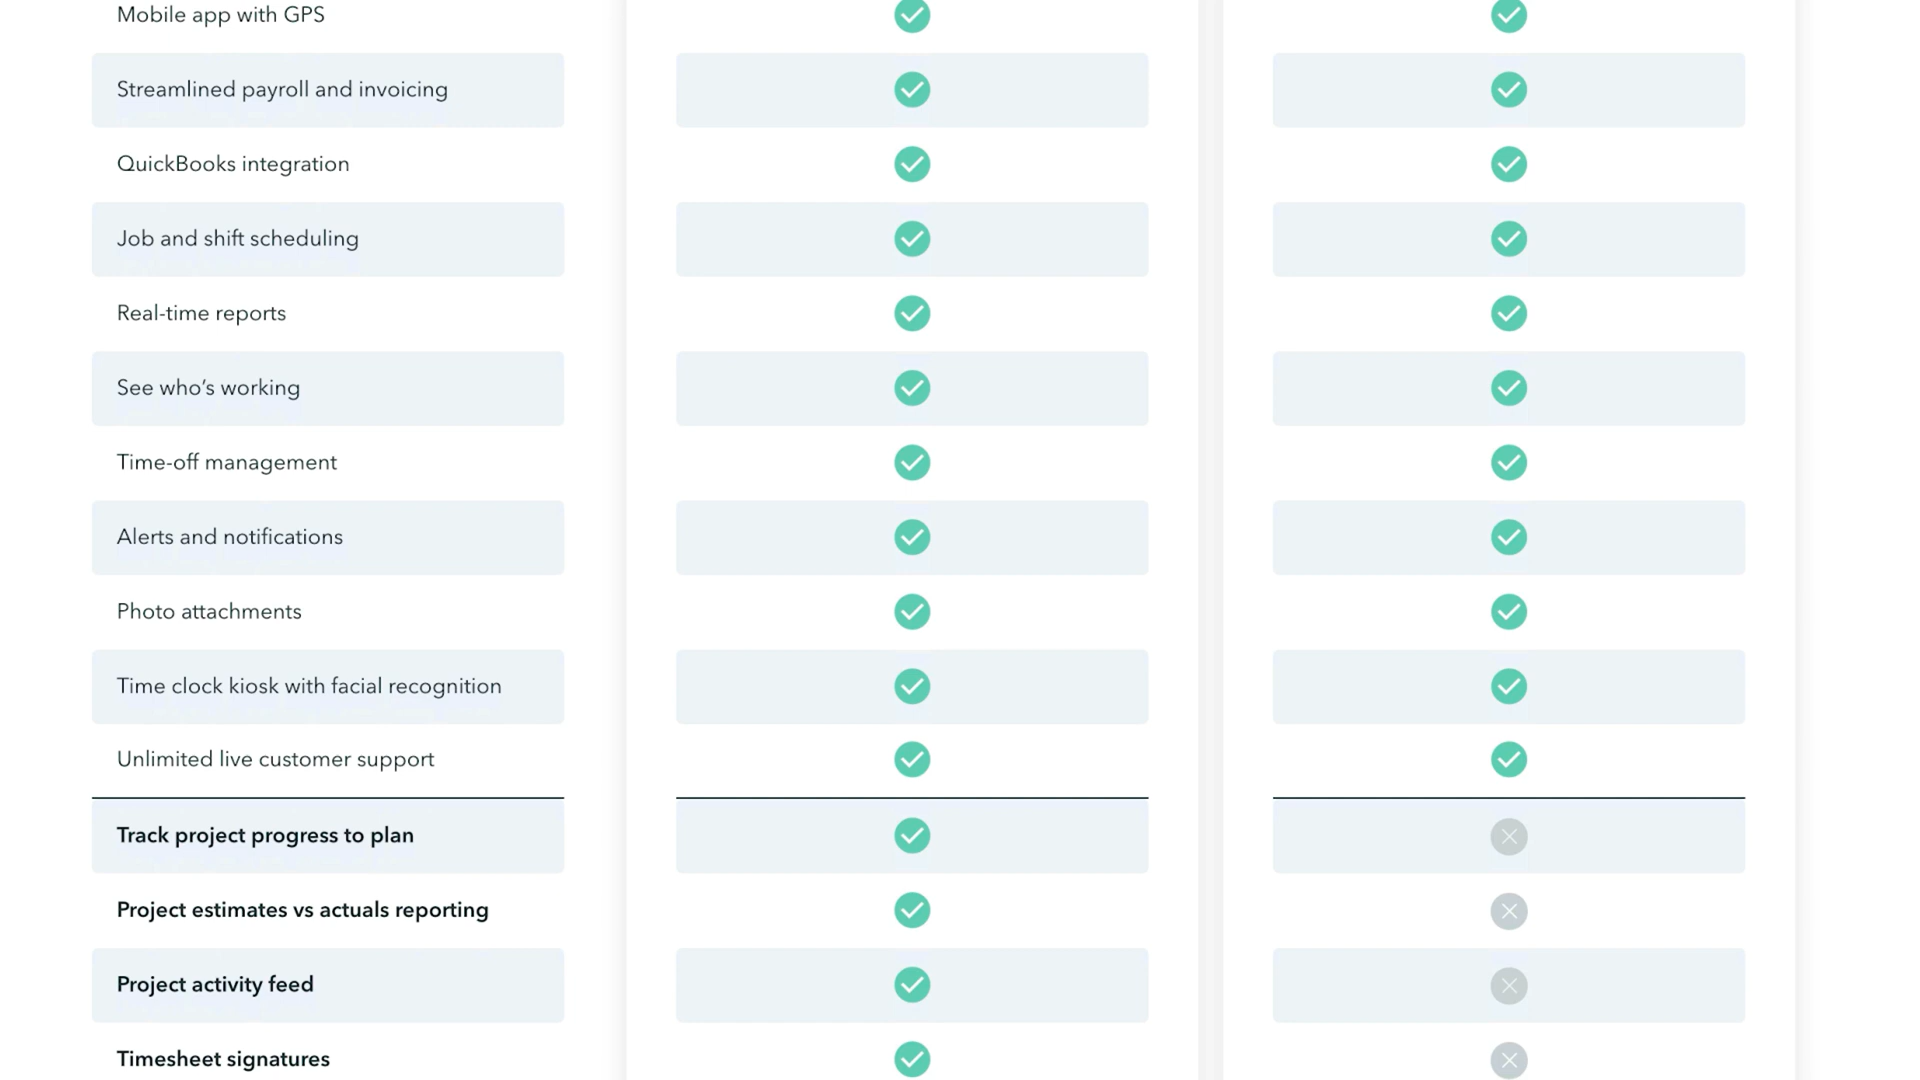 Mobile app with GPS
Streamlined payroll and invoicing
QuickBooks integration
Job and shift scheduling
Real-time reports
See who’s working
Time-off management
Alerts and notifications
Photo attachments
Time clock kiosk with facial recognition
Unlimited live customer support
Track project progress to plan
Project estimates vs actuals reporting
Project activity feed
Timesheet signatures